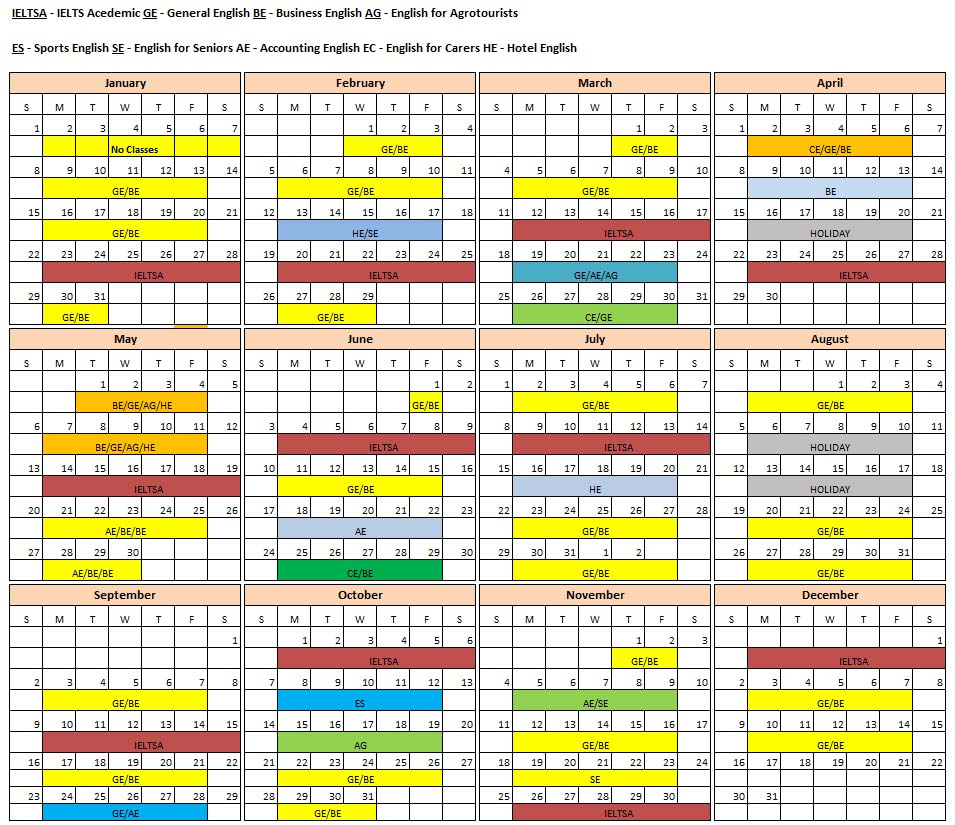 IELTSA - IELTS Acedemic GE - General English BE - Business English AG - English for Agrotourists
ES - Sports English SE - English for Seniors AE - Accounting English EC - English for Carers HE - Hotel English
January
S M T W T F S
1 2 3 4 5 6 7
No Classes
8 9 10 11 12 13 14
GE/BE
15 16 17 18 19 20 21
GE/BE
22 23 24 25 26 27 28
IELTSA
29 30 31
GE/BE
February
S M T W T F S
1 2 3 4
GE/BE
5 6 7 8 9 10 11
GE/BE
12 13 14 15 16 17 18
HE/SE
19 20 21 22 23 24 25
IELTSA
26 27 28 29
GE/BE
March
S M T W T F S
1 2 3
GE/BE
4 5 6 7 8 9 10
GE/BE
11 12 13 14 15 16 17
IELTSA
18 19 20 21 22 23 24
GE/AE/AG
25 26 27 28 29 30 31
CE/GE
April
S M T W T F S
1 2 3 4 5 6 7
CE/GE/BE
8 9 10 11 12 13 14
BE
15 16 17 18 19 20 21
HOLIDAY
22 23 24 25 26 27 28
IELTSA
29 30
May
S M T W T F S
1 2 3 4 5
BE/GE/AG/HE
6 7 8 9 10 11 12
BE/GE/AG/HE
13 14 15 16 17 18 19
IELTSA
20 21 22 23 24 25 26
AE/BE/BE
27 28 29 30
AE/BE/BE
June
S M T W T F S
1 2
GE/BE
3 4 5 6 7 8 9
IELTSA
10 11 12 13 14 15 16
GE/BE
17 18 19 20 21 22 23
AE
24 25 26 27 28 29 30
CE/BE
July
S M T W T F S
1 2 3 4 5 6 7
GE/BE
8 9 10 11 12 13 14
IELTSA
15 16 17 18 19 20 21
HE
22 23 24 25 26 27 28
GE/BE
29 30 31 1 2
GE/BE
August
S M T W T F S
1 2 3 4
GE/BE
5 6 7 8 9 10 11
HOLIDAY
12 13 14 15 16 17 18
HOLIDAY
19 20 21 22 23 24 25
GE/BE
26 27 28 29 30 31
GE/BE
September
S M T W T F S
1
2 3 4 5 6 7 8
GE/BE
9 10 11 12 13 14 15
IELTSA
16 17 18 19 20 21 22
GE/BE
23 24 25 26 27 28 29
GE/AE
October
S M T W T F S
1 2 3 4 5 6
IELTSA
7 8 9 10 11 12 13
ES
14 15 16 17 18 19 20
AG
21 22 23 24 25 26 27
GE/BE
28 29 30 31
GE/BE
November
S M T W T F S
1 2 3
GE/BE
4 5 6 7 8 9 10
AE/SE
11 12 13 14 15 16 17
GE/BE
18 19 20 21 22 23 24
SE
25 26 27 28 29 30
IELTSA
December
S M T W T F S
1
IELTSA
2 3 4 5 6 7 8
GE/BE
9 10 11 12 13 14 15
GE/BE
16 17 18 19 20 21 22
30 31